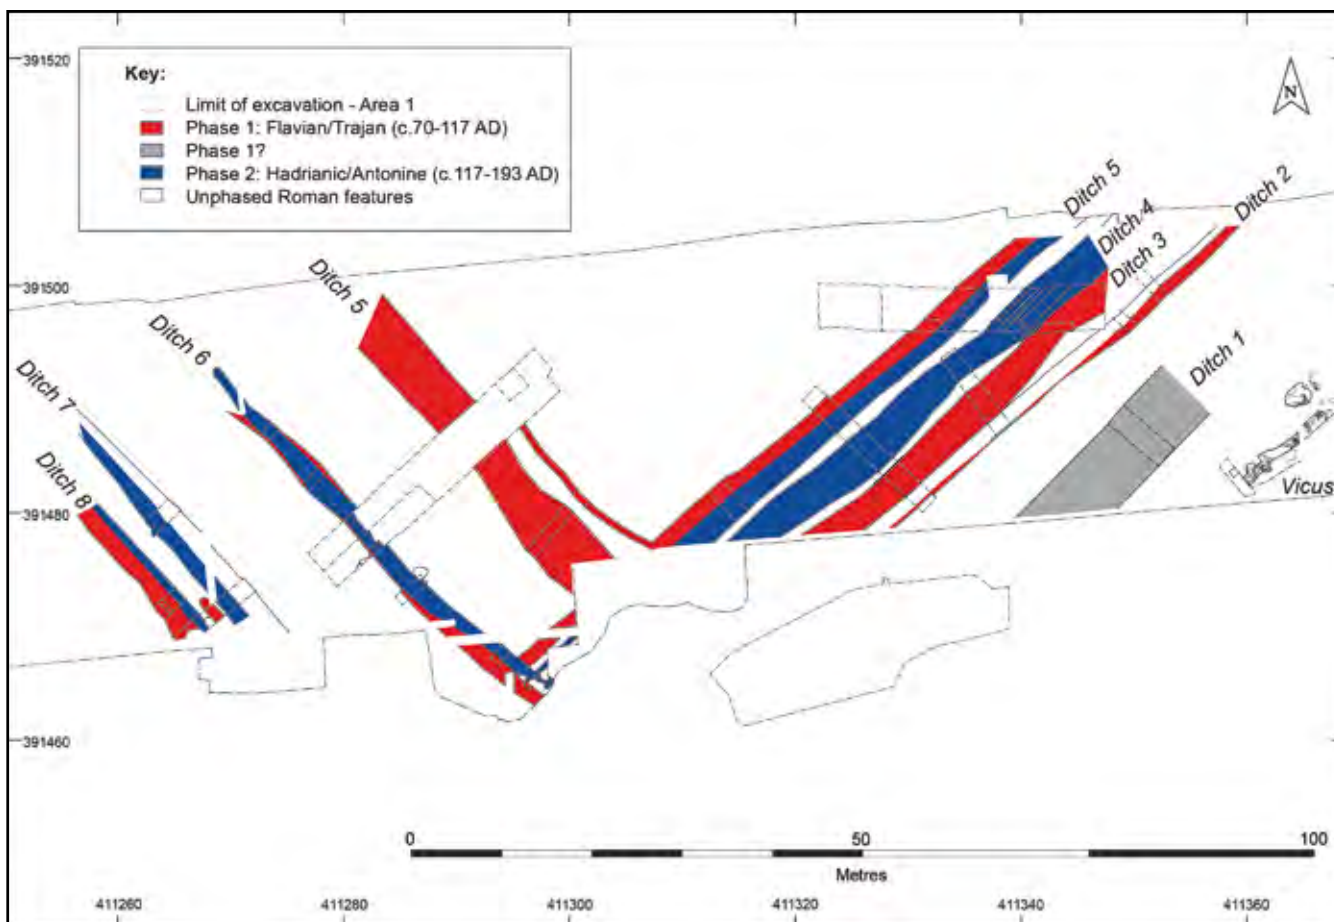 391520
Key:
Limit of excavation - Area 1
Phase 1: Flavian/Trajan (c.70-117 AD)
Phase 1?
Phase 2: Hadrianic/Antonine (c.117-193 AD)
Unphased Roman features
N
Ditch 5
Ditch 4
Ditch 3
Ditch 2
391500
Ditch 5
Ditch 6
Ditch 7
Ditch 8
Ditch 1
391480
Vicus
391460
0
50
100
Metres
411260
411280
411300
411320
411340
411360